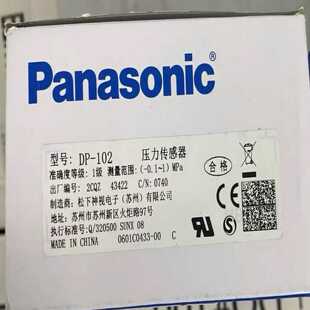 Panasonic
型号: DP-102 压力传感器
准确度等级: 1级 测量范围: (-0.1~1) MPa
出厂编号: 2CQZ 43422 C/N: 0740
制造商: 松下神视电子 (苏州) 有限公司
苏州市苏州新区火炬路97号
执行标准号: Q/320500 SUNX 08
MADE IN CHINA 0601C0433-00 C
合格